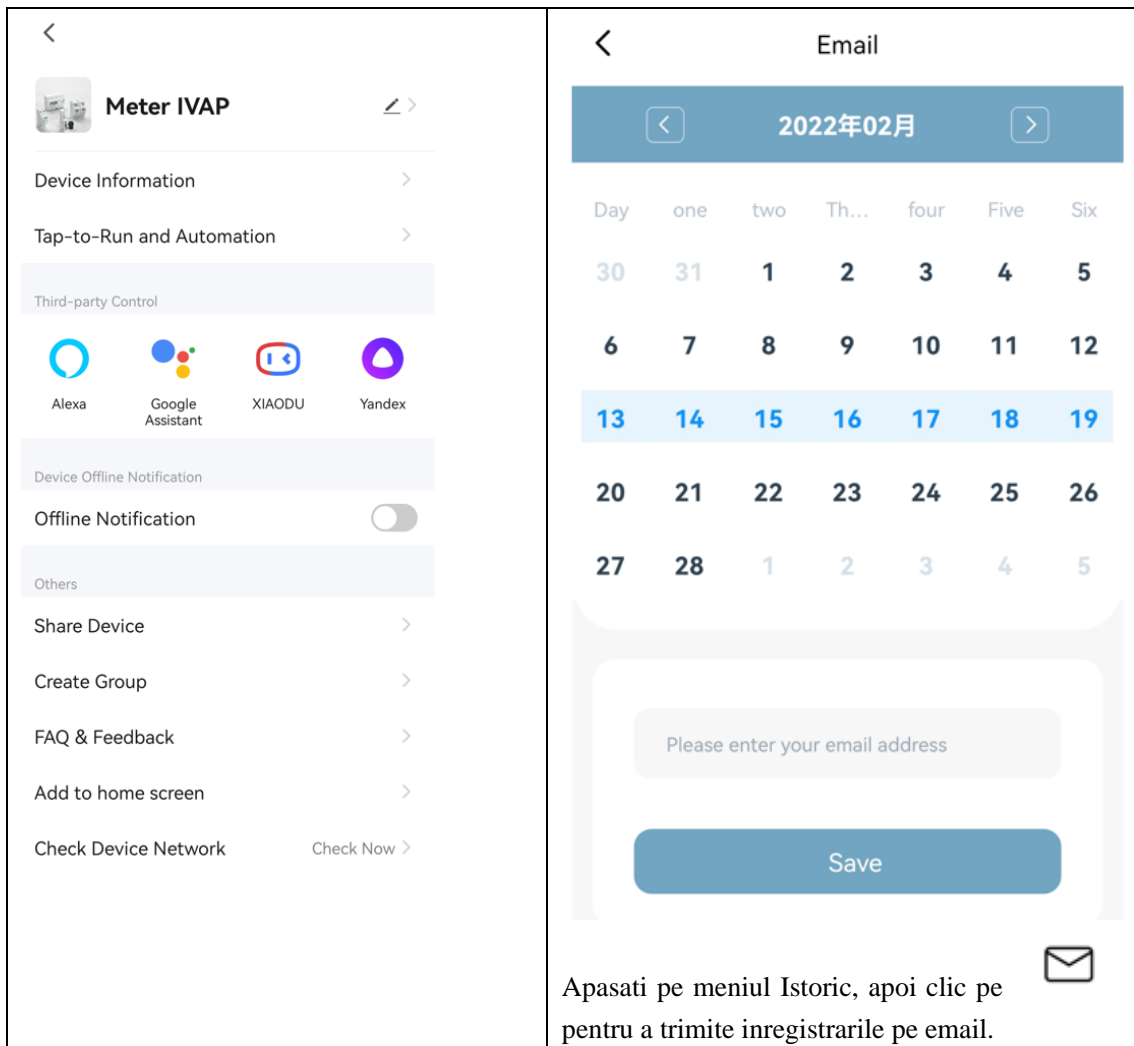 Meter IVAP
Device Information
Tap-to-Run and Automation
Third-party Control
Alexa
Google
Assistant
XIAODU
Yandex
Device Offline Notification
Offline Notification
Others
Share Device
Create Group
FAQ & Feedback
Add to home screen
Check Device Network Check Now
Email
2022年02月
Day one two Th... four Five Six
30 31 1 2 3 4 5
6 7 8 9 10 11 12
13 14 15 16 17 18 19
20 21 22 23 24 25 26
27 28 1 2 3 4 5
Please enter your email address
Save
Apasati pe meniul Istoric, apoi clic pe
pentru a trimite inregistrarile pe email.